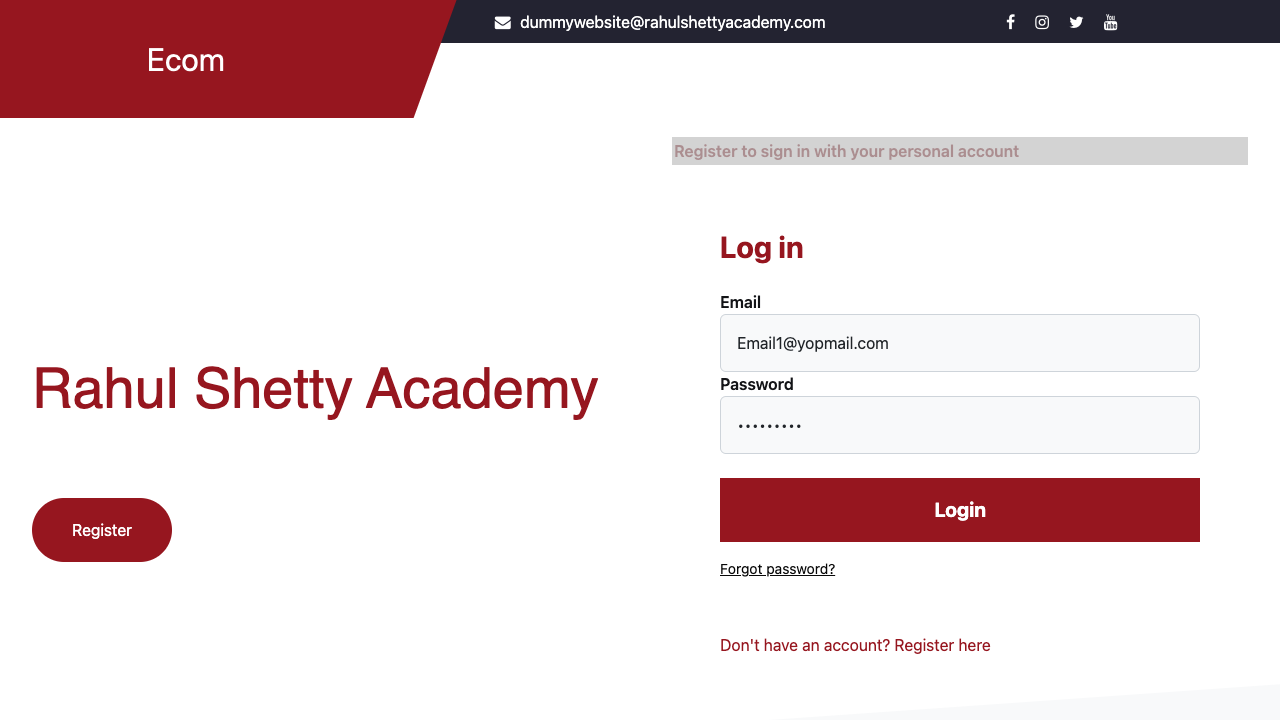 Ecom
dummywebsite@rahulshettyacademy.com
Register to sign in with your personal account
Log in
Email
Email1@yopmail.com
Password
Rahul Shetty Academy
Login
Register
Forgot password?
Don't have an account? Register here